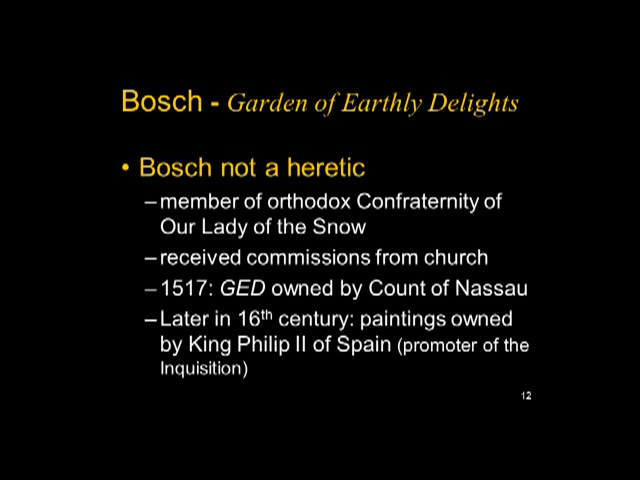 Bosch - Garden of Earthly Delights
• Bosch not a heretic
–member of orthodox Confraternity of
Our Lady of the Snow
–received commissions from church
–1517: GED owned by Count of Nassau
–Later in 16th century: paintings owned
by King Philip II of Spain (promoter of the
Inquisition)
12